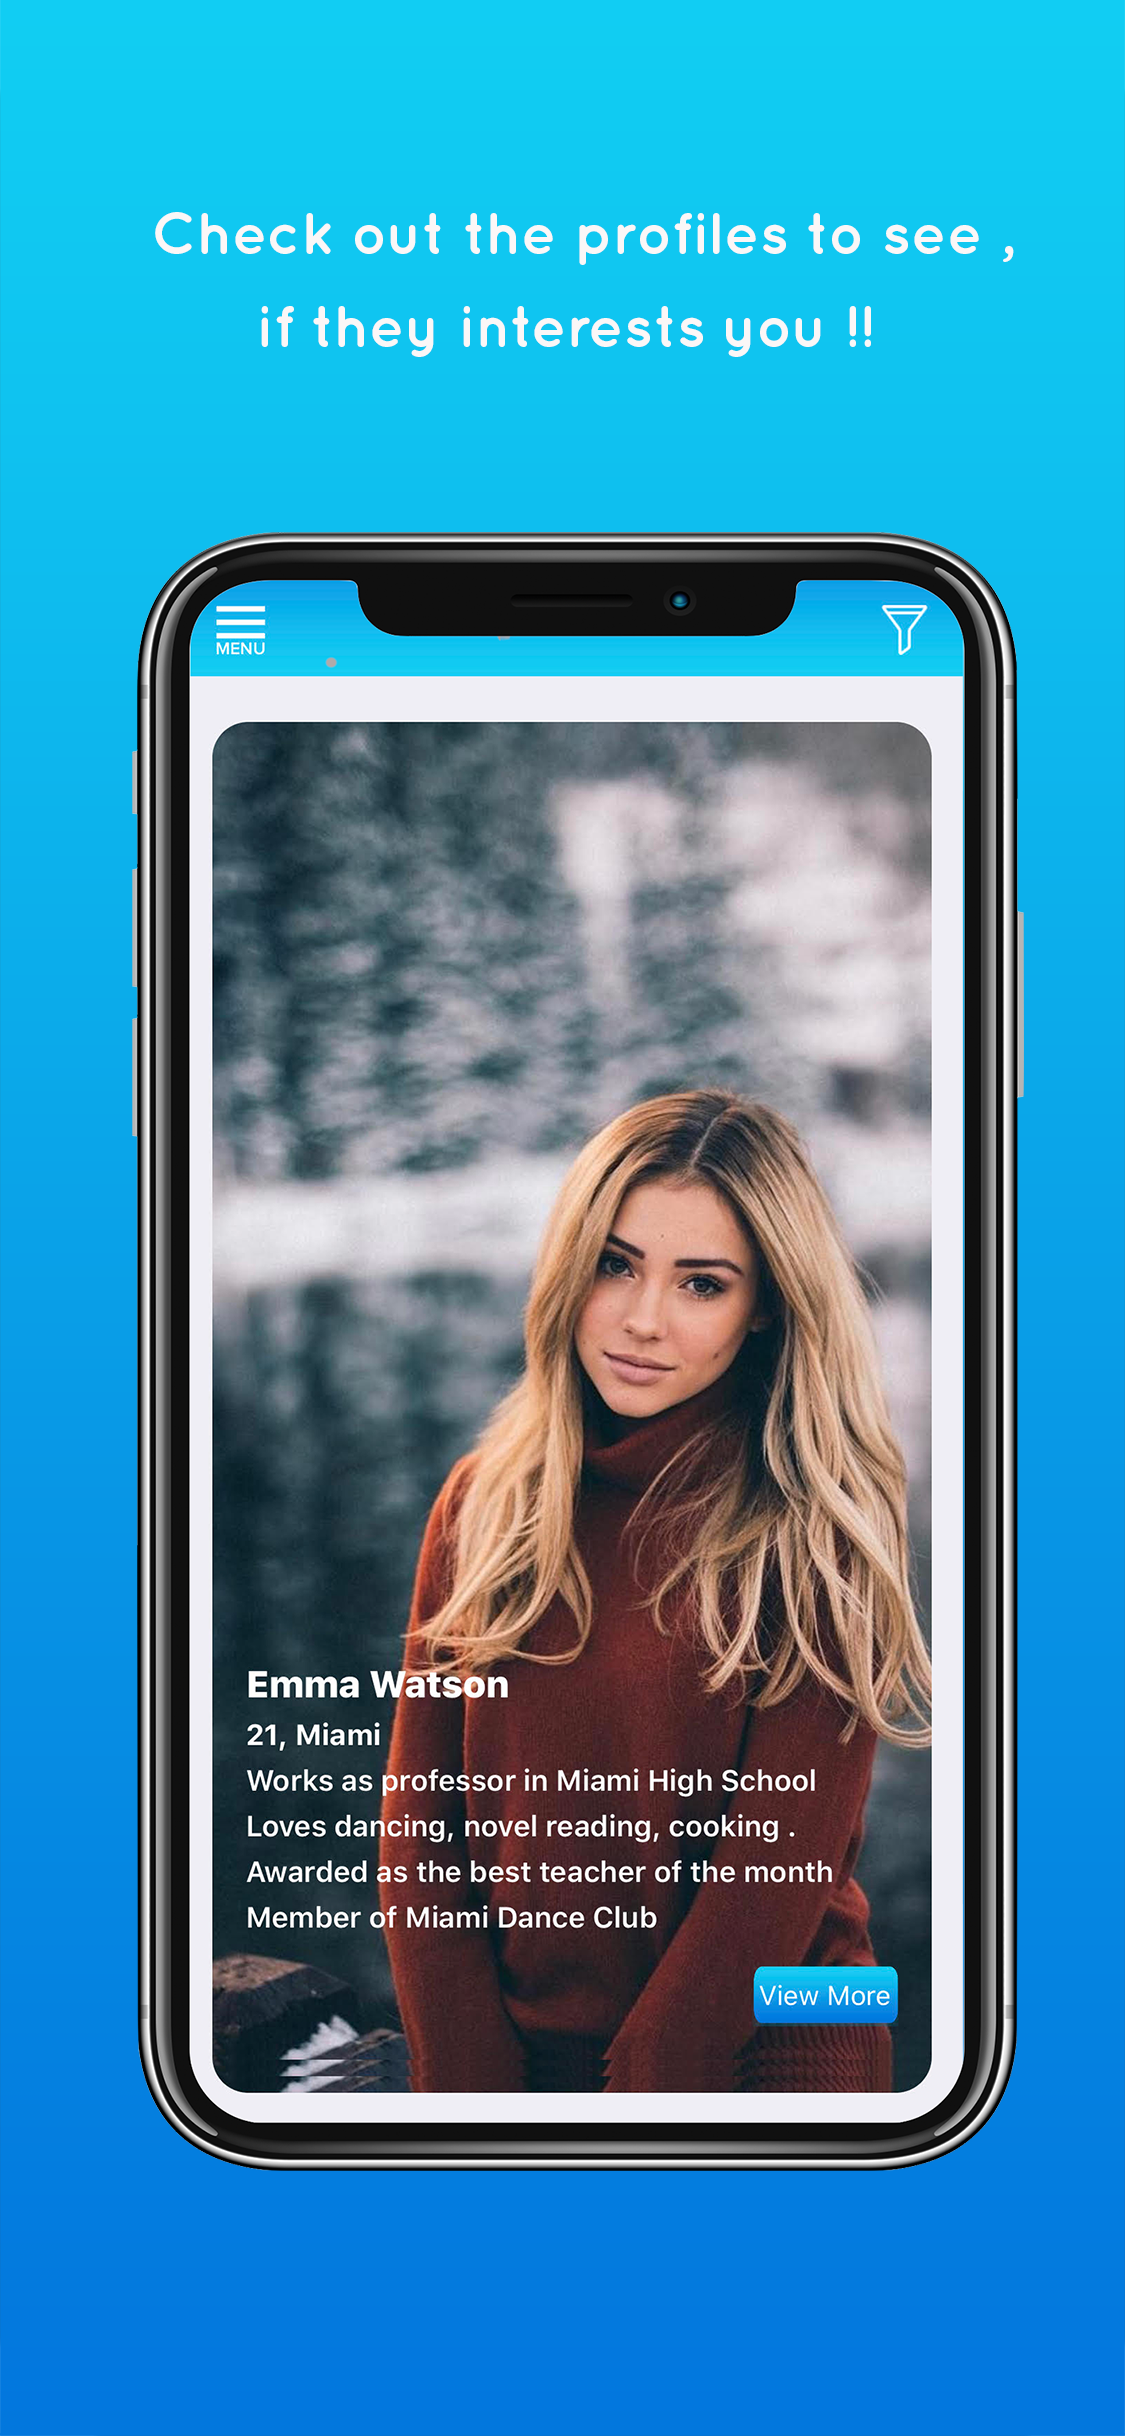 Check out the profiles to see ,
if they interests you !!
MENU
Emma Watson
21, Miami
Works as professor in Miami High School
Loves dancing, novel reading, cooking .
Awarded as the best teacher of the month
Member of Miami Dance Club
View More